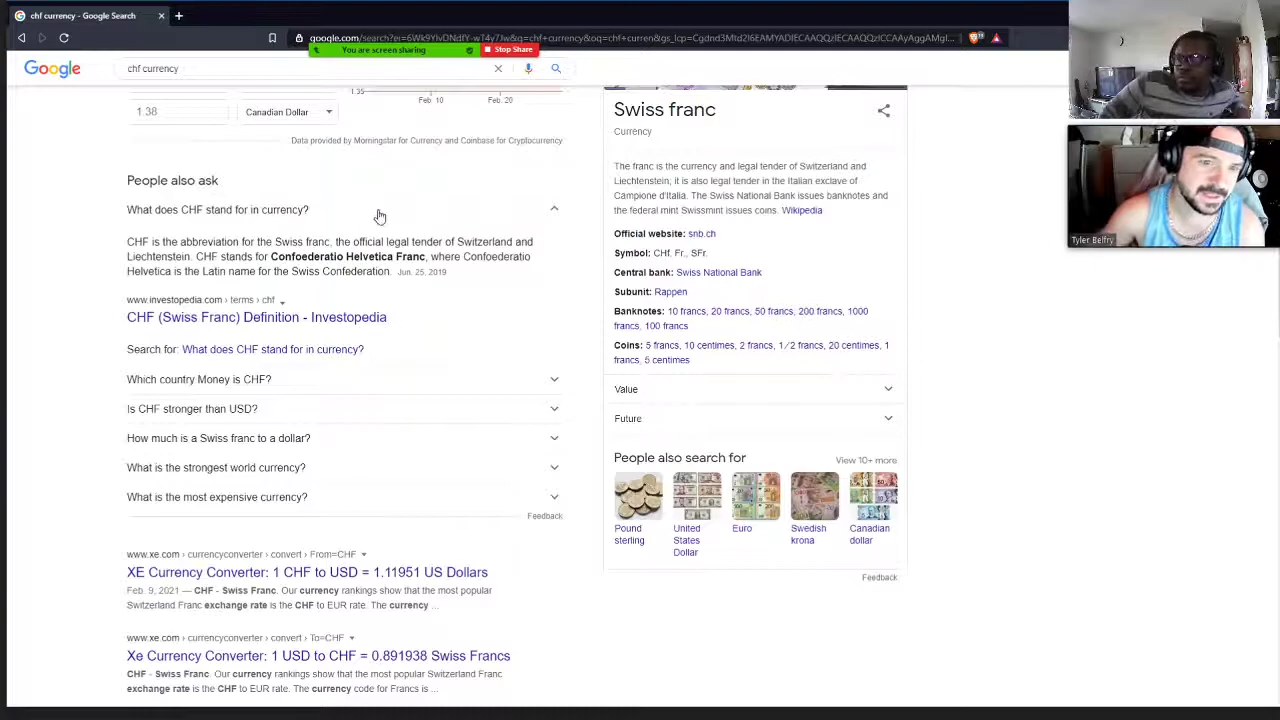 chf currency - Google Search
You are screen sharing
Stop Share
Google
chf currency
1.38
Canadian Dollar
1.35
Feb 10
Feb. 20
Data provided by Morningstar for Currency and Coinbase for Cryptocurrency
People also ask
What does CHF stand for in currency?
CHF is the abbreviation for the Swiss franc, the official legal tender of Switzerland and
Liechtenstein. CHF stands for Confoederatio Helvetica Franc, where Confoederatio
Helvetica is the Latin name for the Swiss Confederation. Jun. 25, 2019
www.investopedia.com › terms › chf
CHF (Swiss Franc) Definition - Investopedia
Search for: What does CHF stand for in currency?
Which country Money is CHF?
Is CHF stronger than USD?
How much is a Swiss franc to a dollar?
What is the strongest world currency?
What is the most expensive currency?
Feedback
www.xe.com › currencyconverter › convert › From=CHF
XE Currency Converter: 1 CHF to USD = 1.11951 US Dollars
Feb. 9, 2021 — CHF - Swiss Franc. Our currency rankings show that the most popular
Switzerland Franc exchange rate is the CHF to EUR rate. The currency ...
www.xe.com › currencyconverter › convert › To=CHF
Xe Currency Converter: 1 USD to CHF = 0.891938 Swiss Francs
CHF - Swiss Franc. Our currency rankings show that the most popular Switzerland Franc
exchange rate is the CHF to EUR rate. The currency code for Francs is ...
Swiss franc
Currency
The franc is the currency and legal tender of Switzerland and
Liechtenstein; it is also legal tender in the Italian exclave of
Campione d'Italia. The Swiss National Bank issues banknotes and
the federal mint Swissmint issues coins. Wikipedia
Official website: snb.ch
Symbol: CHf, Fr., SFr.
Central bank: Swiss National Bank
Subunit: Rappen
Banknotes: 10 francs, 20 francs, 50 francs, 200 francs, 1000
francs, 100 francs
Coins: 5 francs, 10 centimes, 2 francs, 1/2 francs, 20 centimes, 1
francs, 5 centimes
Value
Future
People also search for
View 10+ more
Pound
sterling
United
States
Dollar
Euro
Swedish
krona
Canadian
dollar
Feedback
Tyler Belfry